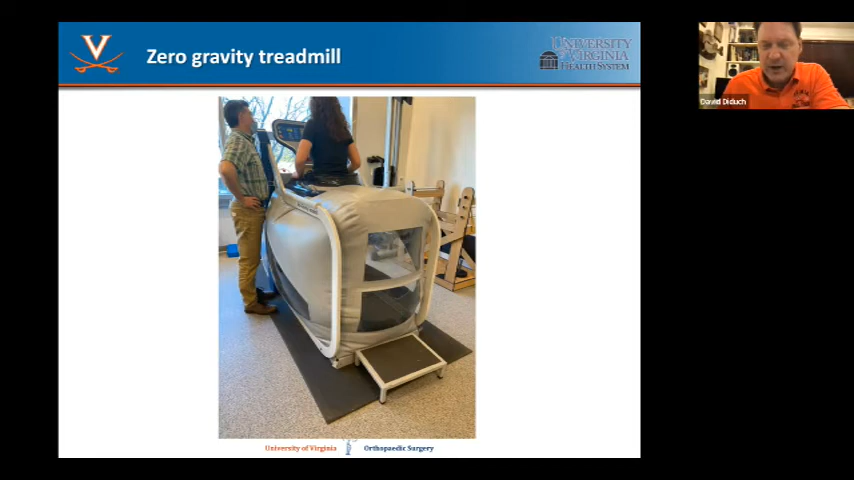 Zero gravity treadmill
UNIVERSITY
of VIRGINIA
HEALTH SYSTEM
David Diduch
University of Virginia Orthopaedic Surgery